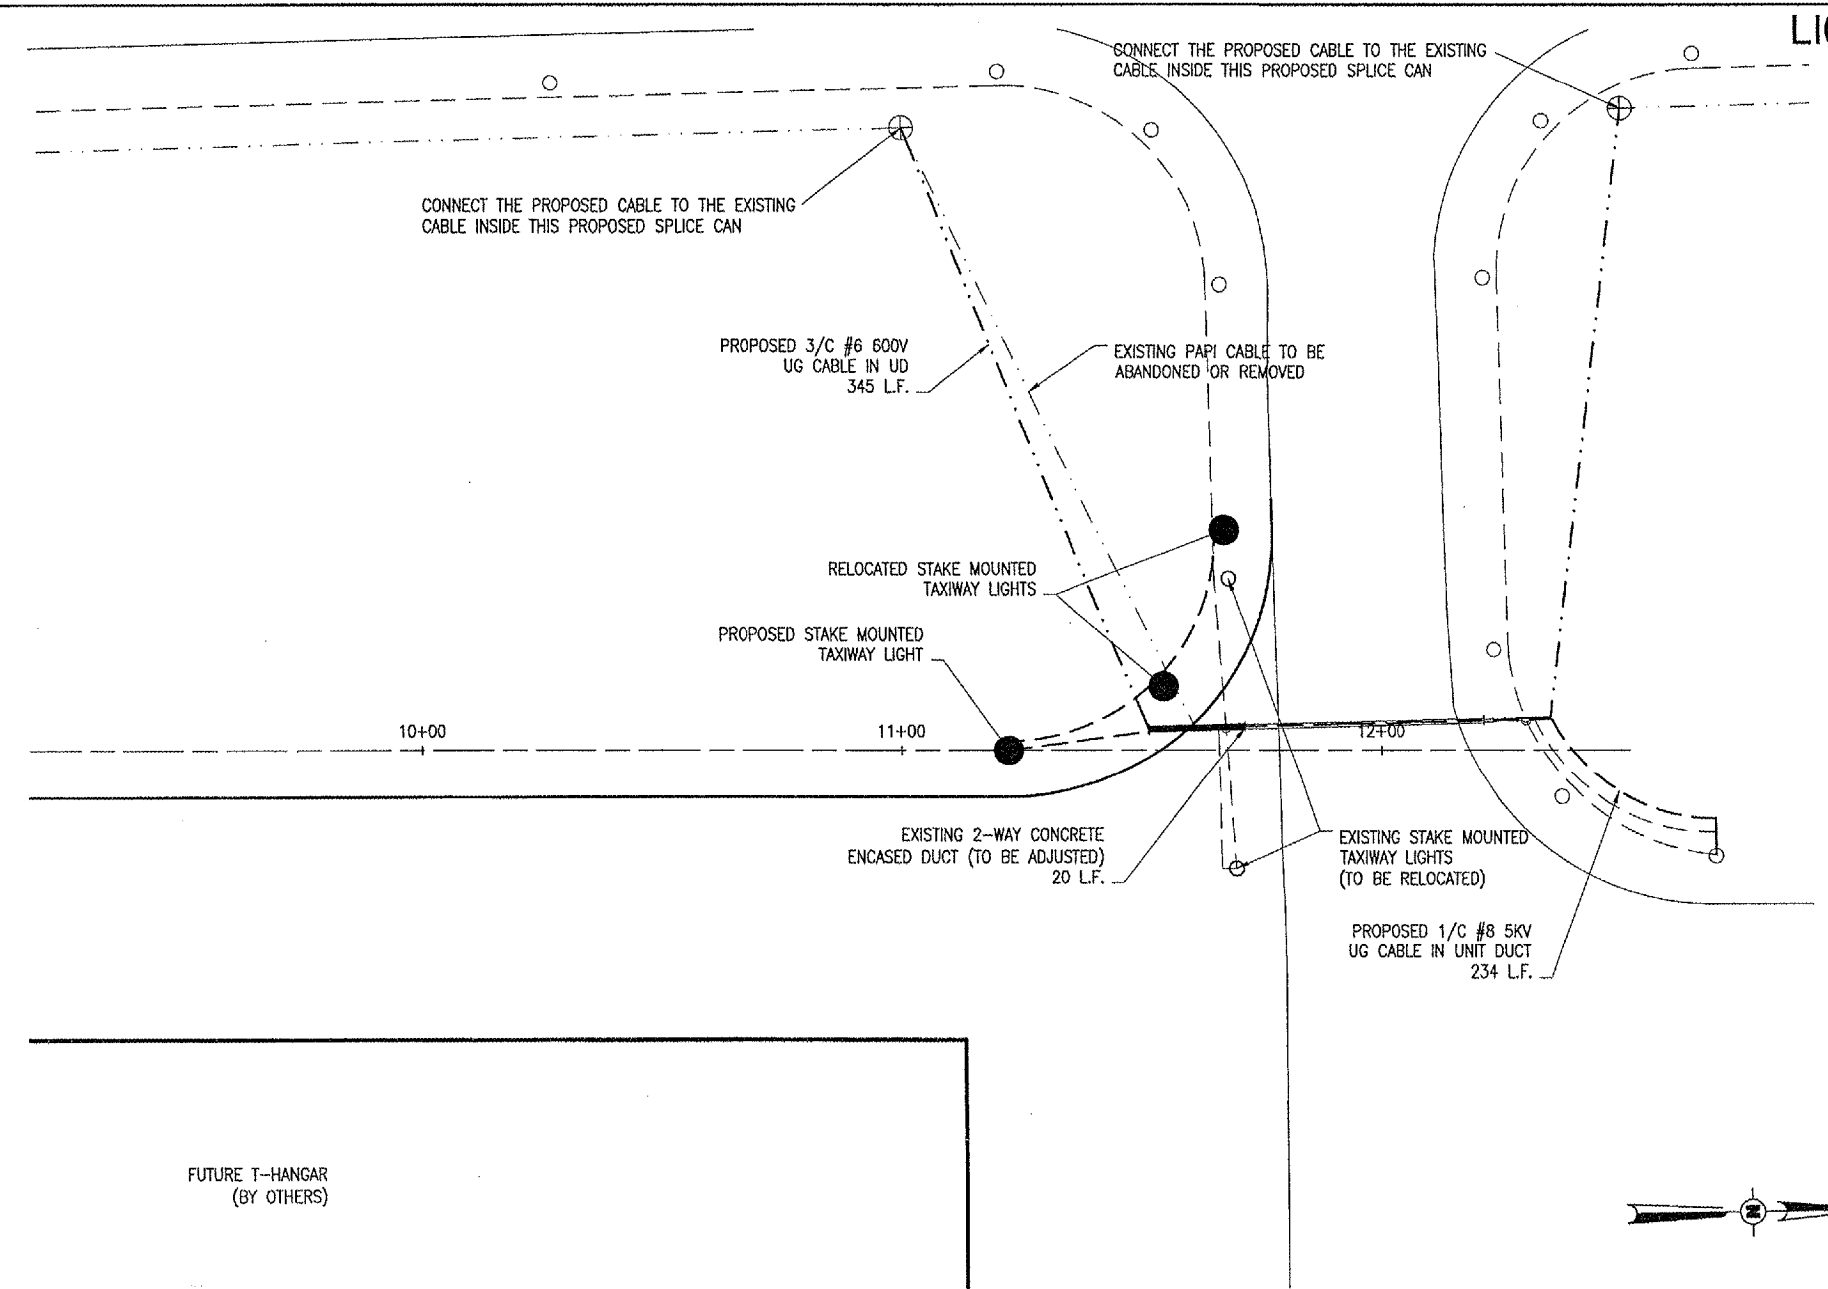 CONNECT THE PROPOSED CABLE TO THE EXISTING
CABLE INSIDE THIS PROPOSED SPLICE CAN
CONNECT THE PROPOSED CABLE TO THE EXISTING
CABLE INSIDE THIS PROPOSED SPLICE CAN
PROPOSED 3/C #6 600V
UG CABLE IN UD
345 L.F.
EXISTING PAPI CABLE TO BE
ABANDONED OR REMOVED
RELOCATED STAKE MOUNTED
TAXIWAY LIGHTS
PROPOSED STAKE MOUNTED
TAXIWAY LIGHT
10+00
11+00
12+00
EXISTING 2-WAY CONCRETE
ENCASED DUCT (TO BE ADJUSTED)
20 L.F.
EXISTING STAKE MOUNTED
TAXIWAY LIGHTS
(TO BE RELOCATED)
PROPOSED 1/C #8 5KV
UG CABLE IN UNIT DUCT
234 L.F.
FUTURE T-HANGAR
(BY OTHERS)
N